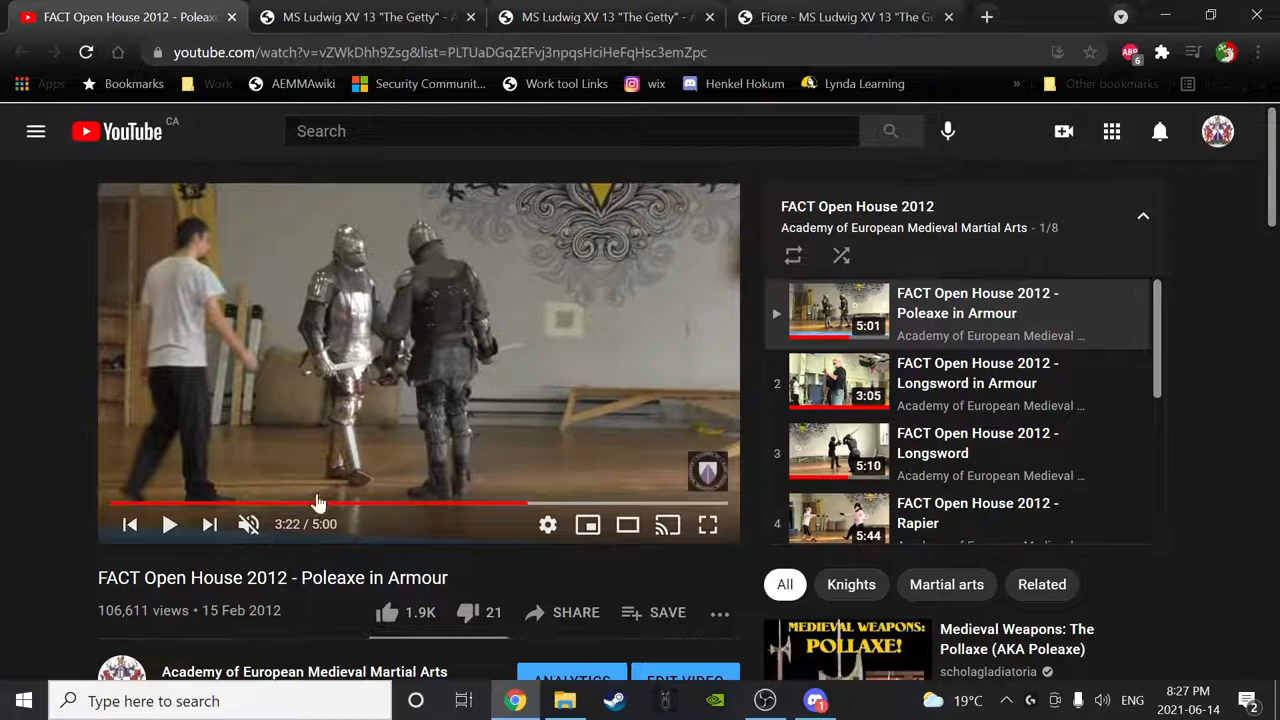 FACT Open House 2012 - Poleax
MS Ludwig XV 13 "The Getty" -
MS Ludwig XV 13 "The Getty" -
Fiore - MS Ludwig XV 13 "The G
youtube.com/watch?v=vZWkDhh9Zsg&list=PLTUaDGqZEFvj3npqsHciHeFqHsc3emZpc
6
Apps
Bookmarks
Work
AEMMAwiki
Security Communit...
Work tool Links
wix
Henkel Hokum
Lynda Learning
»
Other bookmarks
YouTube CA
Search
FACT Open House 2012
Academy of European Medieval Martial Arts - 1/8
5:01
FACT Open House 2012 -
Poleaxe in Armour
Academy of European Medieval ...
2
3:05
FACT Open House 2012 -
Longsword in Armour
Academy of European Medieval ...
3
5:10
FACT Open House 2012 -
Longsword
Academy of European Medieval ...
4
5:44
FACT Open House 2012 -
Rapier
3:22 / 5:00
FACT Open House 2012 - Poleaxe in Armour
106,611 views • 15 Feb 2012
1.9K
21
SHARE
SAVE
Academy of European Medieval Martial Arts
ANALYTICS
EDIT VIDEO
All
Knights
Martial arts
Related
MEDIEVAL WEAPONS:
POLLAXE!
Medieval Weapons: The
Pollaxe (AKA Poleaxe)
scholagladiatoria
Type here to search
1
19°C
ENG
8:27 PM
2021-06-14
2